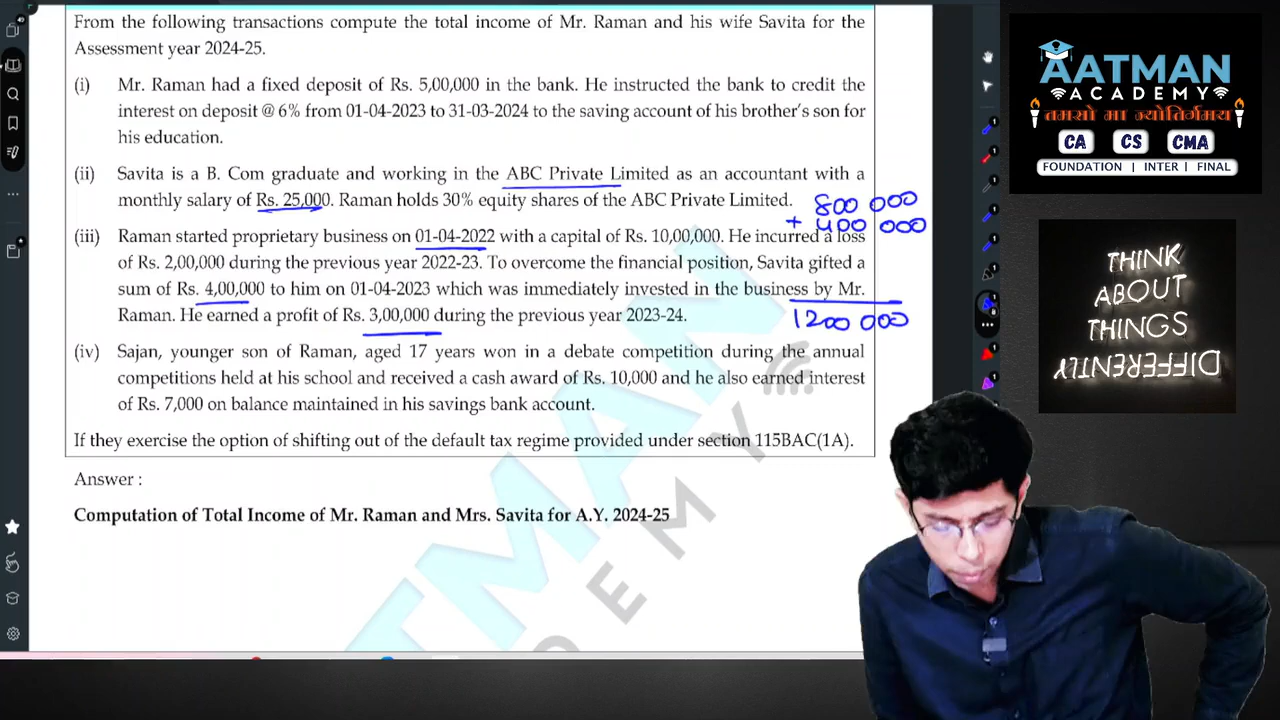 From the following transactions compute the total income of Mr. Raman and his wife Savita for the
Assessment year 2024-25.
(i) Mr. Raman had a fixed deposit of Rs. 5,00,000 in the bank. He instructed the bank to credit the
interest on deposit @ 6% from 01-04-2023 to 31-03-2024 to the saving account of his brother's son for
his education.
(ii) Savita is a B. Com graduate and working in the ABC Private Limited as an accountant with a
monthly salary of Rs. 25,000. Raman holds 30% equity shares of the ABC Private Limited.
800 000
+ 400 000
(iii) Raman started proprietary business on 01-04-2022 with a capital of Rs. 10,00,000. He incurred a loss
of Rs. 2,00,000 during the previous year 2022-23. To overcome the financial position, Savita gifted a
sum of Rs. 4,00,000 to him on 01-04-2023 which was immediately invested in the business by Mr.
Raman. He earned a profit of Rs. 3,00,000 during the previous year 2023-24.
1200 000
(iv) Sajan, younger son of Raman, aged 17 years won in a debate competition during the annual
competitions held at his school and received a cash award of Rs. 10,000 and he also earned interest
of Rs. 7,000 on balance maintained in his savings bank account.
If they exercise the option of shifting out of the default tax regime provided under section 115BAC(1A).
Answer :
Computation of Total Income of Mr. Raman and Mrs. Savita for A.Y. 2024-25
ATMAN
EMY
AATMAN
ACADEMY
तमसो मा ज्योतिर्गमय
CA CS CMA
FOUNDATION | INTER | FINAL
THINK
ABOUT
THINGS
DIFFERENTLY